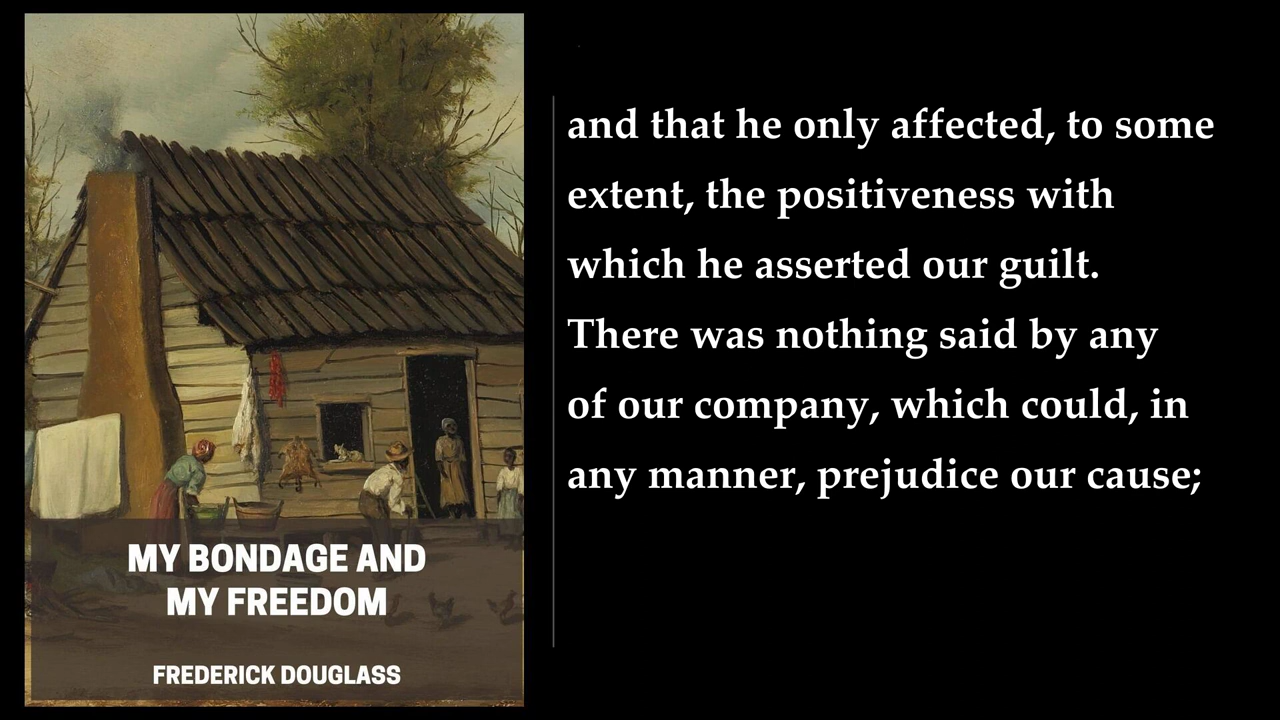 MY BONDAGE AND
MY FREEDOM
FREDERICK DOUGLASS
and that he only affected, to some
extent, the positiveness with
which he asserted our guilt.
There was nothing said by any
of our company, which could, in
any manner, prejudice our cause;